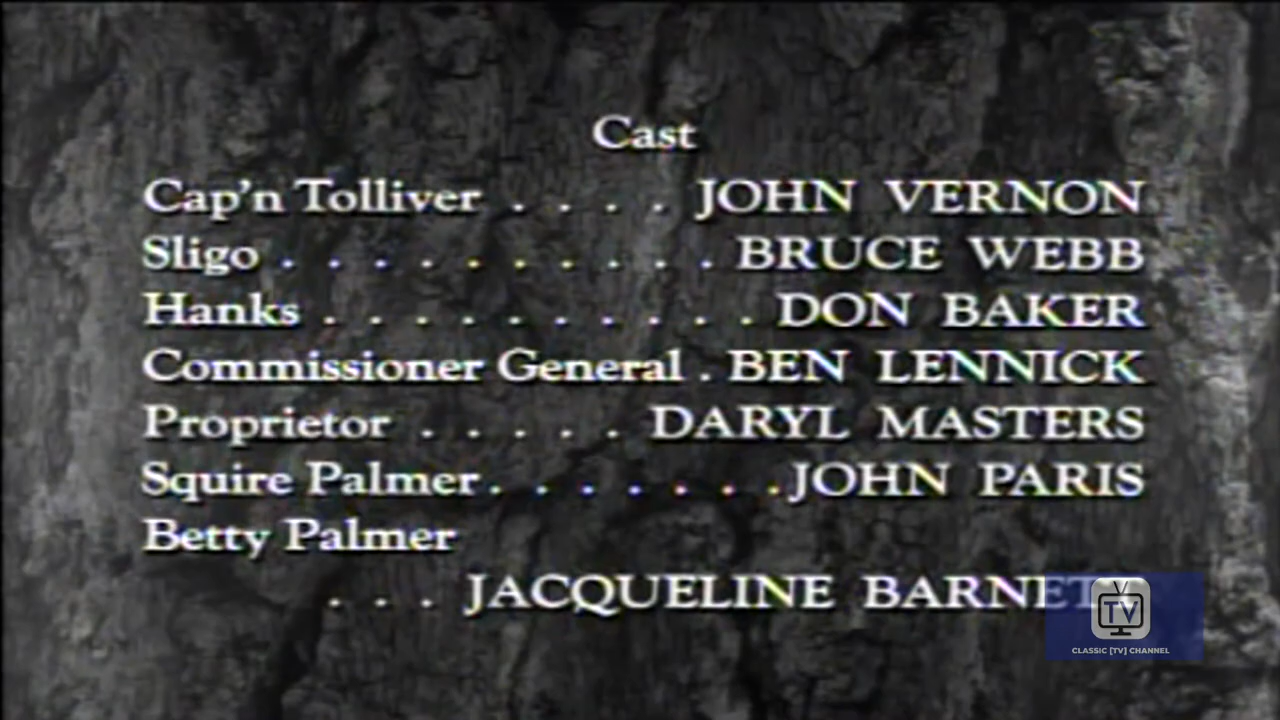 Cast
Cap'n Tolliver . . . . JOHN VERNON
Sligo . . . . . . . . . . BRUCE WEBB
Hanks . . . . . . . . . . DON BAKER
Commissioner General . BEN LENNICK
Proprietor . . . . . DARYL MASTERS
Squire Palmer . . . . . . . JOHN PARIS
Betty Palmer
. . . JACQUELINE
TV
CLASSIC [TV] CHANNEL